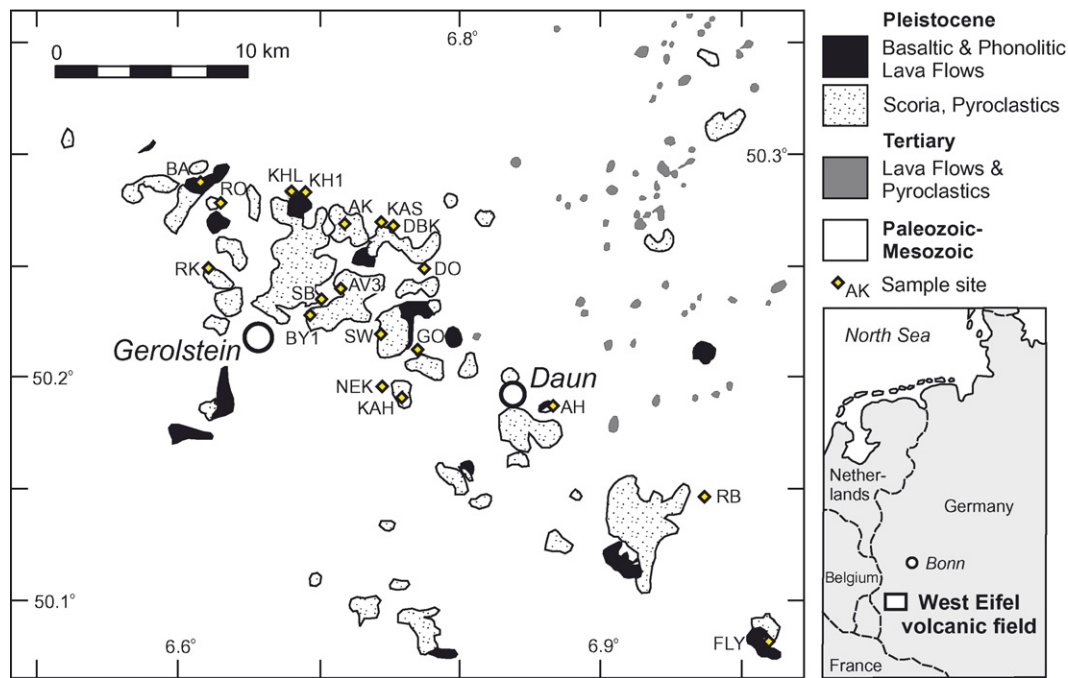 6.8°
0 10 km
50.3
BA
RO
KHL
KH1
AK
KAS
DBK
RK
DO
SB
AV3
BY1
SW
GO
Gerolstein
50.2
NEK
KAH
Daun
AH
RB
50.1
6.6°
6.9°
FLY
Pleistocene
Basaltic & Phonolitic
Lava Flows
Scoria, Pyroclastics
Tertiary
Lava Flows &
Pyroclastics
Paleozoic-
Mesozoic
AK Sample site
North Sea
Nether-
lands
Germany
Bonn
Belgium
West Eifel
volcanic field
France